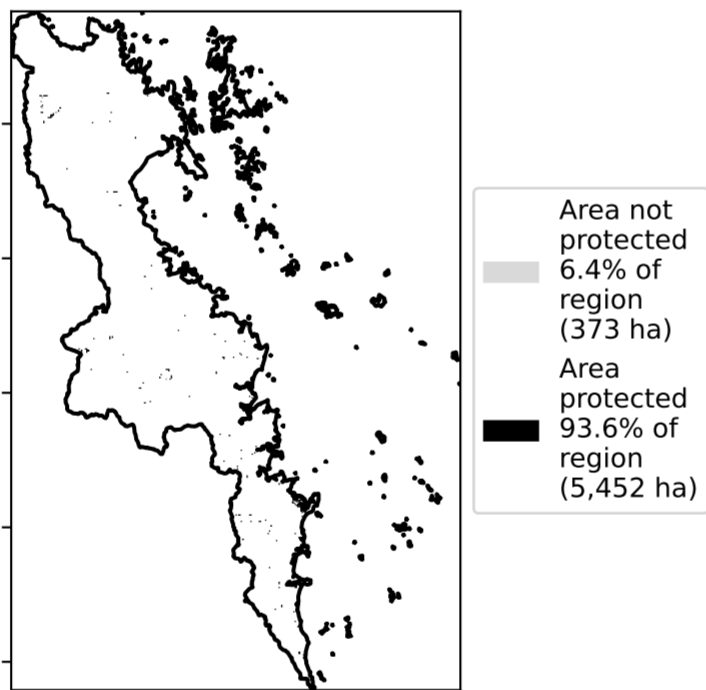 Area not
protected
6.4% of
region
(373 ha)
Area
protected
93.6% of
region
(5,452 ha)